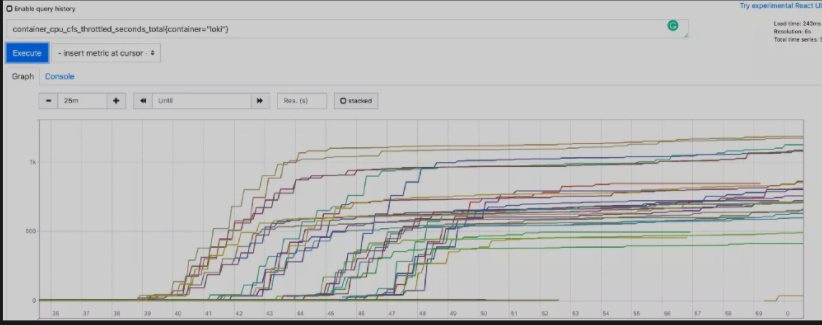 Enable query history
Try experimental React UI
container_cpu_cfs_throttled_seconds_total{container="loki"}
Load time: 243ms
Resolution: 6s
Total time series:
Execute
- insert metric at cursor -
Graph
Console
25m
Until
Res. (s)
stacked
1k
500
0
36 37 38 39 40 41 42 43 44 45 46 47 48 49 50 51 52 53 54 55 56 57 58 59 0